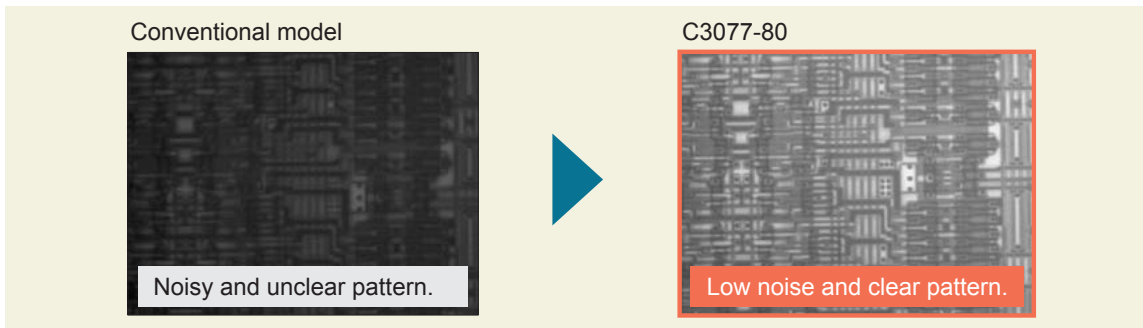 Conventional model
C3077-80
Noisy and unclear pattern.
Low noise and clear pattern.